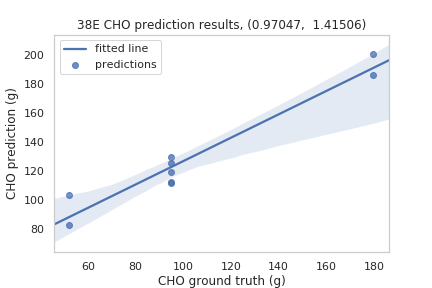 38E CHO prediction results, (0.97047,  1.41506)
fitted line
predictions
CHO prediction (g)
200
180
160
140
120
100
80
60 80 100 120 140 160 180
CHO ground truth (g)